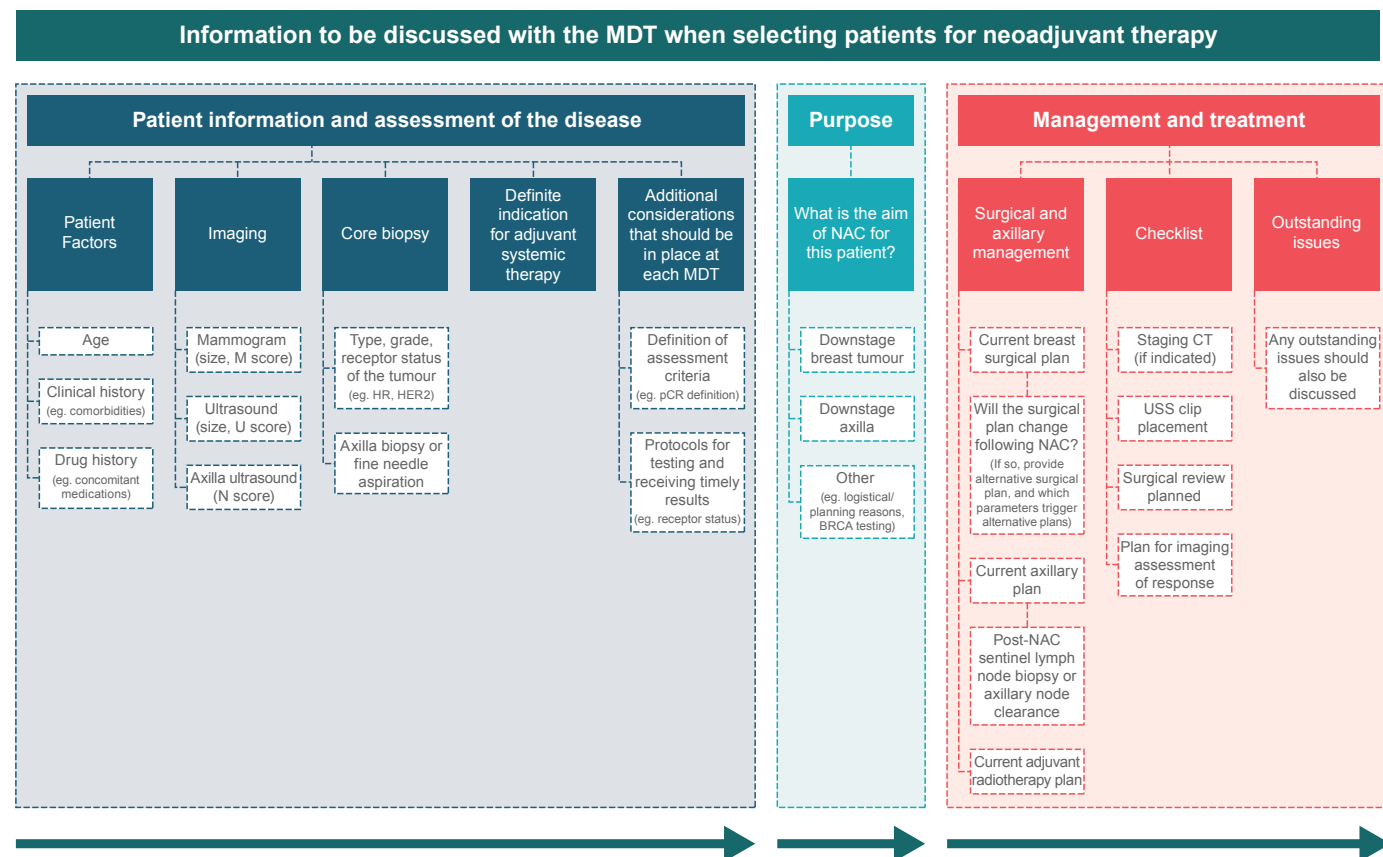 Information to be discussed with the MDT when selecting patients for neoadjuvant therapy
Patient information and assessment of the disease
Patient
Factors
Age
Clinical history
(eg. comorbidities)
Drug history
(eg. concomitant
medications)
Imaging
Mammogram
(size, M score)
Ultrasound
(size, U score)
Axilla ultrasound
(N score)
Core biopsy
Type, grade,
receptor status
of the tumour
(eg. HR, HER2)
Axilla biopsy or
fine needle
aspiration
Definite
indication
for adjuvant
systemic
therapy
Additional
considerations
that should be
in place at
each MDT
Definition of
assessment
criteria
(eg. pCR definition)
Protocols for
testing and
receiving timely
results
(eg. receptor status)
Purpose
What is the aim
of NAC for
this patient?
Downstage
breast tumour
Downstage
axilla
Other
(eg. logistical/
planning reasons,
BRCA testing)
Management and treatment
Surgical and
axillary
management
Current breast
surgical plan
Will the surgical
plan change
following NAC?
(If so, provide
alternative surgical
plan, and which
parameters trigger
alternative plans)
Current axillary
plan
Post-NAC
sentinel lymph
node biopsy or
axillary node
clearance
Current adjuvant
radiotherapy plan
Checklist
Staging CT
(if indicated)
USS clip
placement
Surgical review
planned
Plan for imaging
assessment
of response
Outstanding
issues
Any outstanding
issues should
also be
discussed